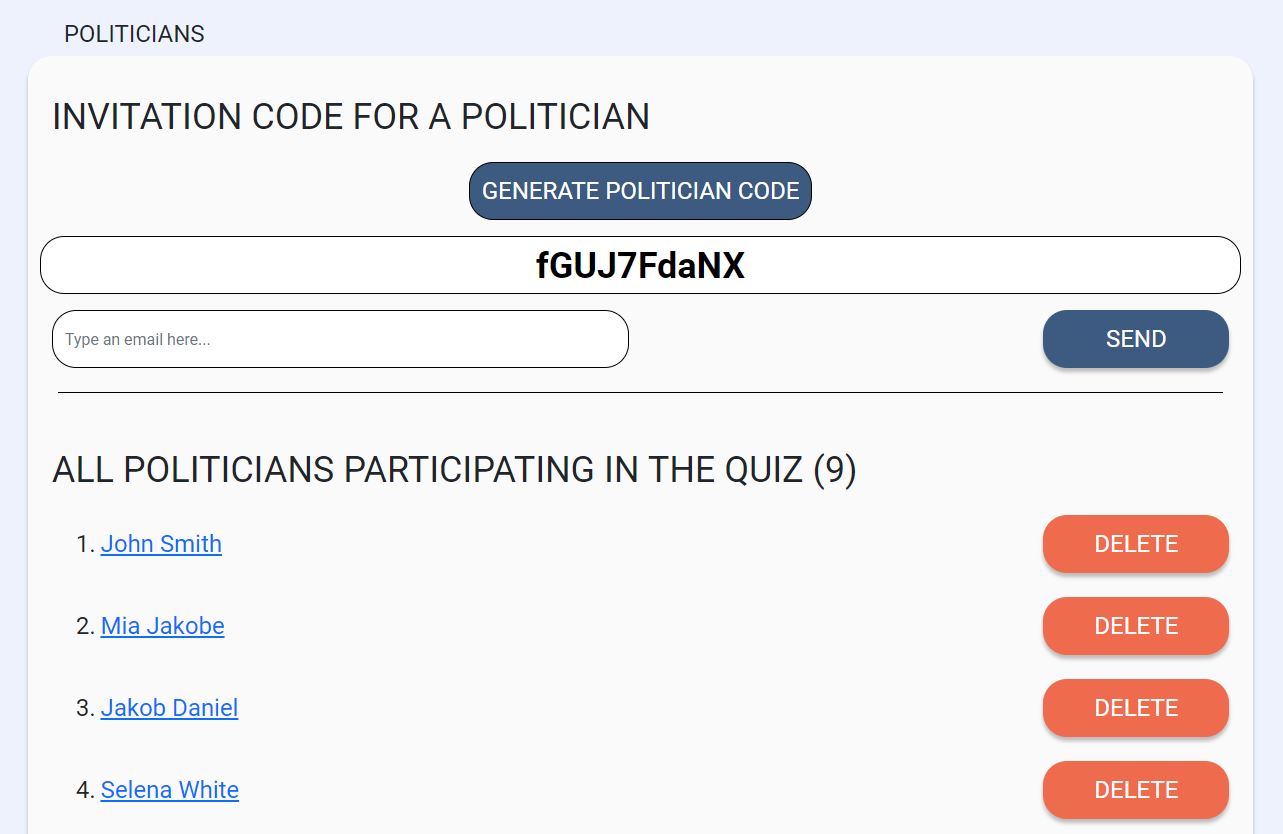 POLITICIANS
INVITATION CODE FOR A POLITICIAN
GENERATE POLITICIAN CODE
fGUJ7FdaNX
Type an email here...
SEND
ALL POLITICIANS PARTICIPATING IN THE QUIZ (9)
1. John Smith
DELETE
2. Mia Jakobe
DELETE
3. Jakob Daniel
DELETE
4. Selena White
DELETE